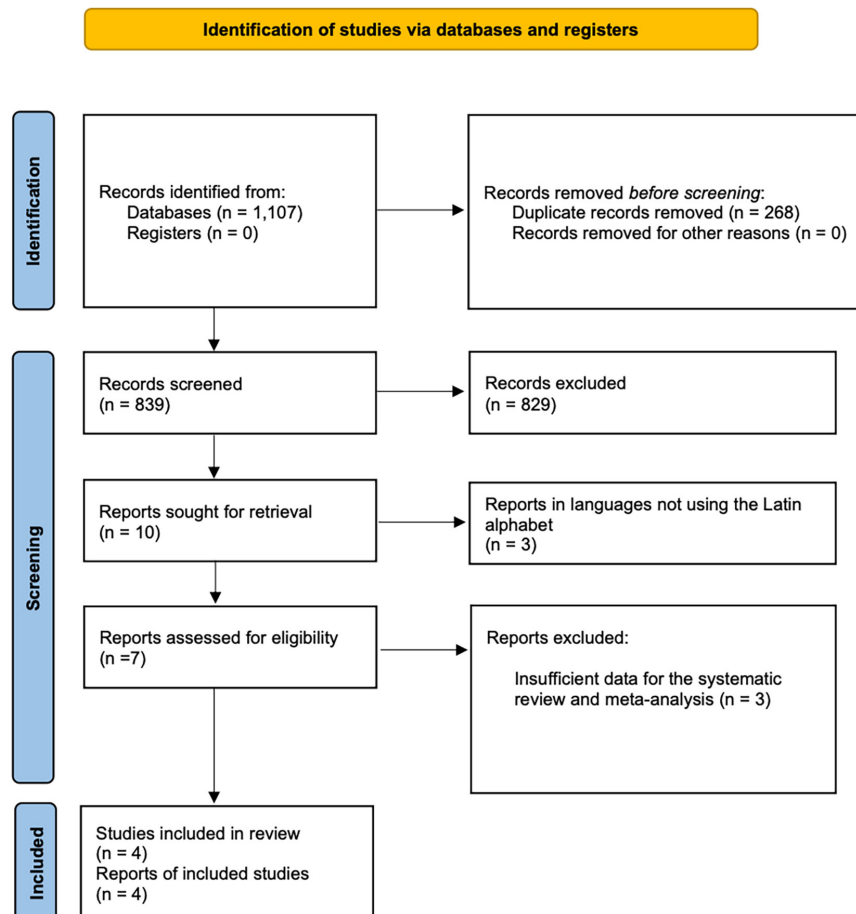 Identification of studies via databases and registers
Identification
Records identified from:
Databases (n = 1,107)
Registers (n = 0)
Records removed before screening:
Duplicate records removed (n = 268)
Records removed for other reasons (n = 0)
Screening
Records screened
(n = 839)
Records excluded
(n = 829)
Reports sought for retrieval
(n = 10)
Reports in languages not using the Latin
alphabet
(n = 3)
Reports assessed for eligibility
(n =7)
Reports excluded:
Insufficient data for the systematic
review and meta-analysis (n = 3)
Included
Studies included in review
(n = 4)
Reports of included studies
(n = 4)